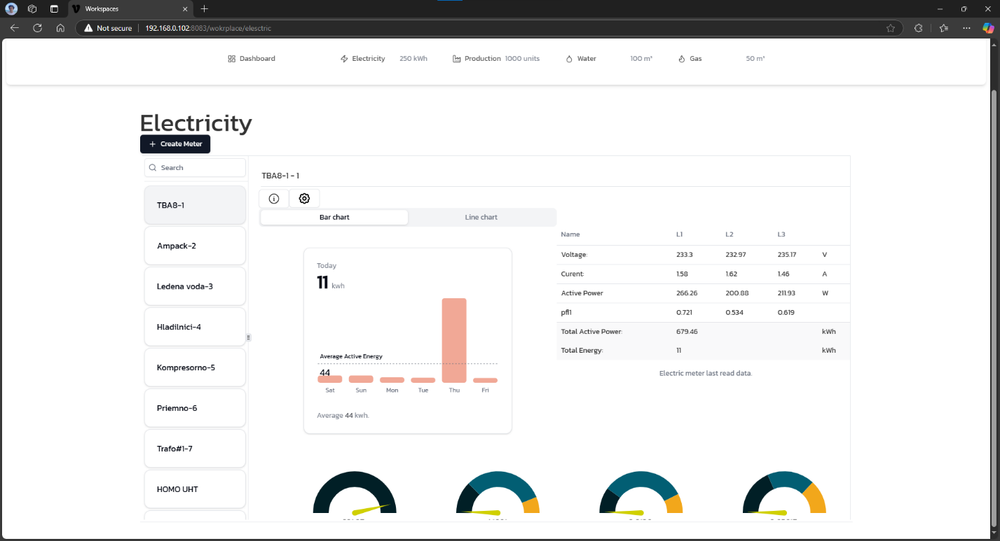 Workspaces
Not secure 192.168.0.102:8083/wokrplace/elesctric
Dashboard Electricity 250 kWh Production 1000 units Water 100 m³ Gas 50 m³
Electricity
+ Create Meter
Search
TBA8-1
Ampack-2
Ledena voda-3
Hladilnici-4
Kompresorno-5
Priemno-6
Trafo#1-7
HOMO UHT
TBA8-1 - 1
Bar chart Line chart
Today
11 kwh
Average Active Energy
44
Sat Sun Mon Tue Thu Fri
Average 44 kwh.
Name L1 L2 L3
Voltage: 233.3 232.97 235.17 V
Curent: 1.58 1.62 1.46 A
Active Power 266.26 200.88 211.93 W
pfl1 0.721 0.534 0.619
Total Active Power: 679.46 kWh
Total Energy: 11 kWh
Electric meter last read data.